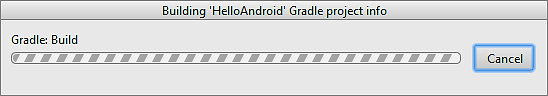 Building 'HelloAndroid' Gradle project info
Gradle: Build
Cancel